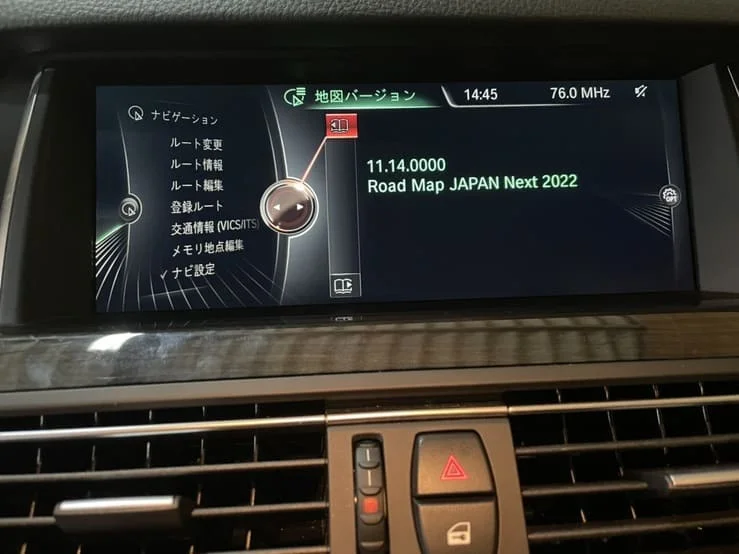 地図バージョン 14:45 76.0 MHz
ナビゲーション
ルート変更
ルート情報
ルート編集
登録ルート
交通情報 (VICS/ITS)
メモリ地点編集
✓ナビ設定
11.14.0000
Road Map JAPAN Next 2022
OPT